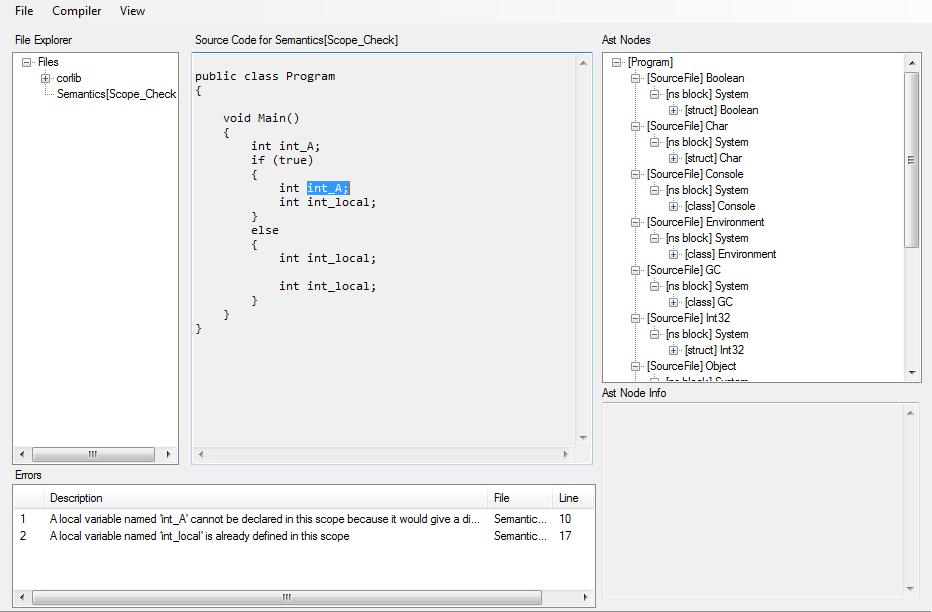 File Compiler View
File Explorer
Files
corlib
Semantics[Scope_Check
Source Code for Semantics[Scope_Check]
public class Program
{
void Main()
{
int int_A;
if (true)
{
int int_A;
int int_local;
}
else
{
int int_local;
int int_local;
}
}
}
Ast Nodes
[Program]
[SourceFile] Boolean
[ns block] System
[struct] Boolean
[SourceFile] Char
[ns block] System
[struct] Char
[SourceFile] Console
[ns block] System
[class] Console
[SourceFile] Environment
[ns block] System
[class] Environment
[SourceFile] GC
[ns block] System
[class] GC
[SourceFile] Int32
[ns block] System
[struct] Int32
[SourceFile] Object
[ns block] System
Ast Node Info
Errors
Description File Line
1 A local variable named 'int_A' cannot be declared in this scope because it would give a di... Semantic... 10
2 A local variable named 'int_local' is already defined in this scope Semantic... 17